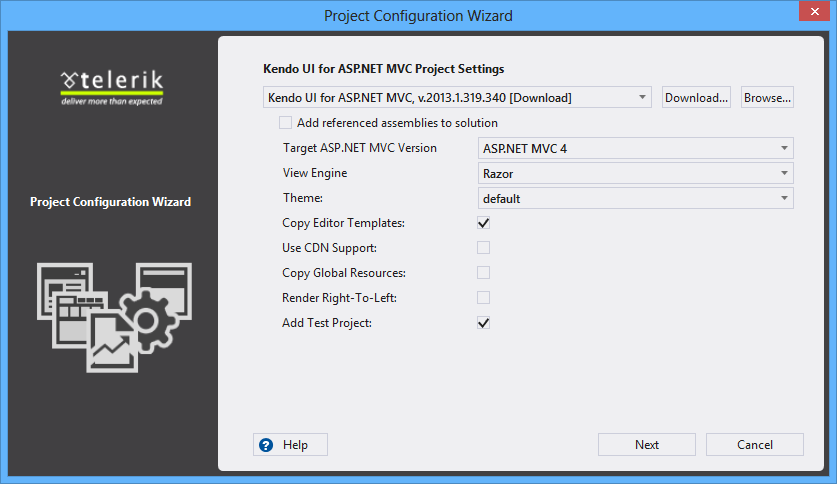 Project Configuration Wizard
telerik
deliver more than expected
Project Configuration Wizard
Kendo UI for ASP.NET MVC Project Settings
Kendo UI for ASP.NET MVC, v.2013.1.319.340 [Download]
Download...
Browse...
Add referenced assemblies to solution
Target ASP.NET MVC Version
ASP.NET MVC 4
View Engine
Razor
Theme:
default
Copy Editor Templates:
Use CDN Support:
Copy Global Resources:
Render Right-To-Left:
Add Test Project:
Help
Next
Cancel